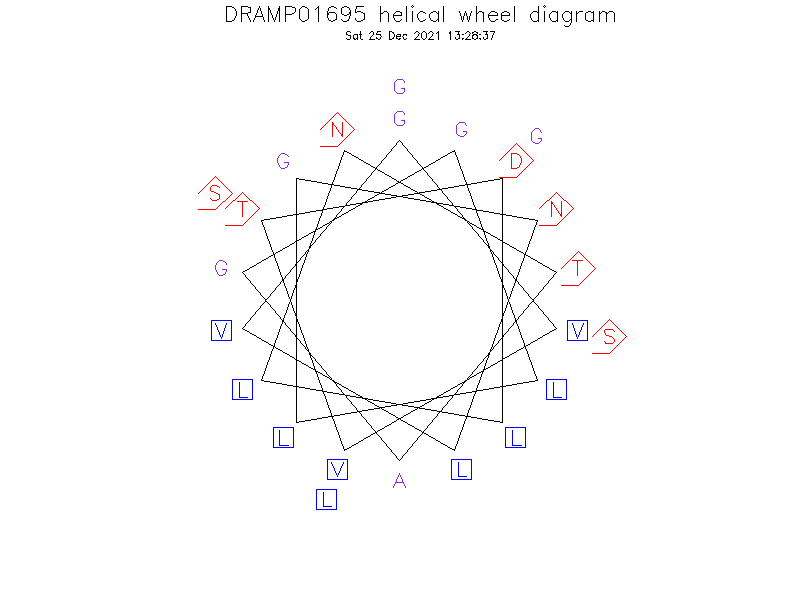 DRAMP01695 helical wheel diagram
Sat 25 Dec 2021 13:28:37
G
N G G G
G D
S T N
G T
V V S
L L
L L
V A L
L